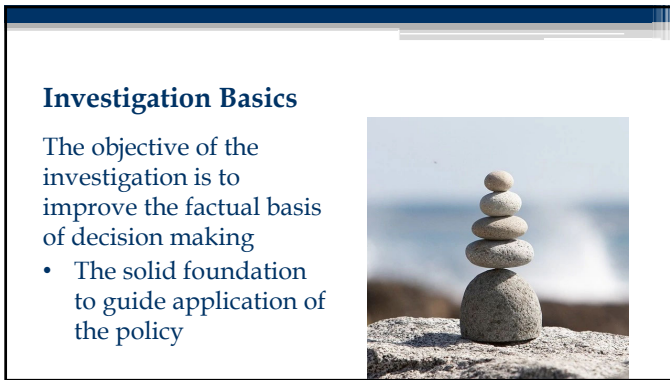 Investigation Basics
The objective of the
investigation is to
improve the factual basis
of decision making
• The solid foundation
to guide application of
the policy